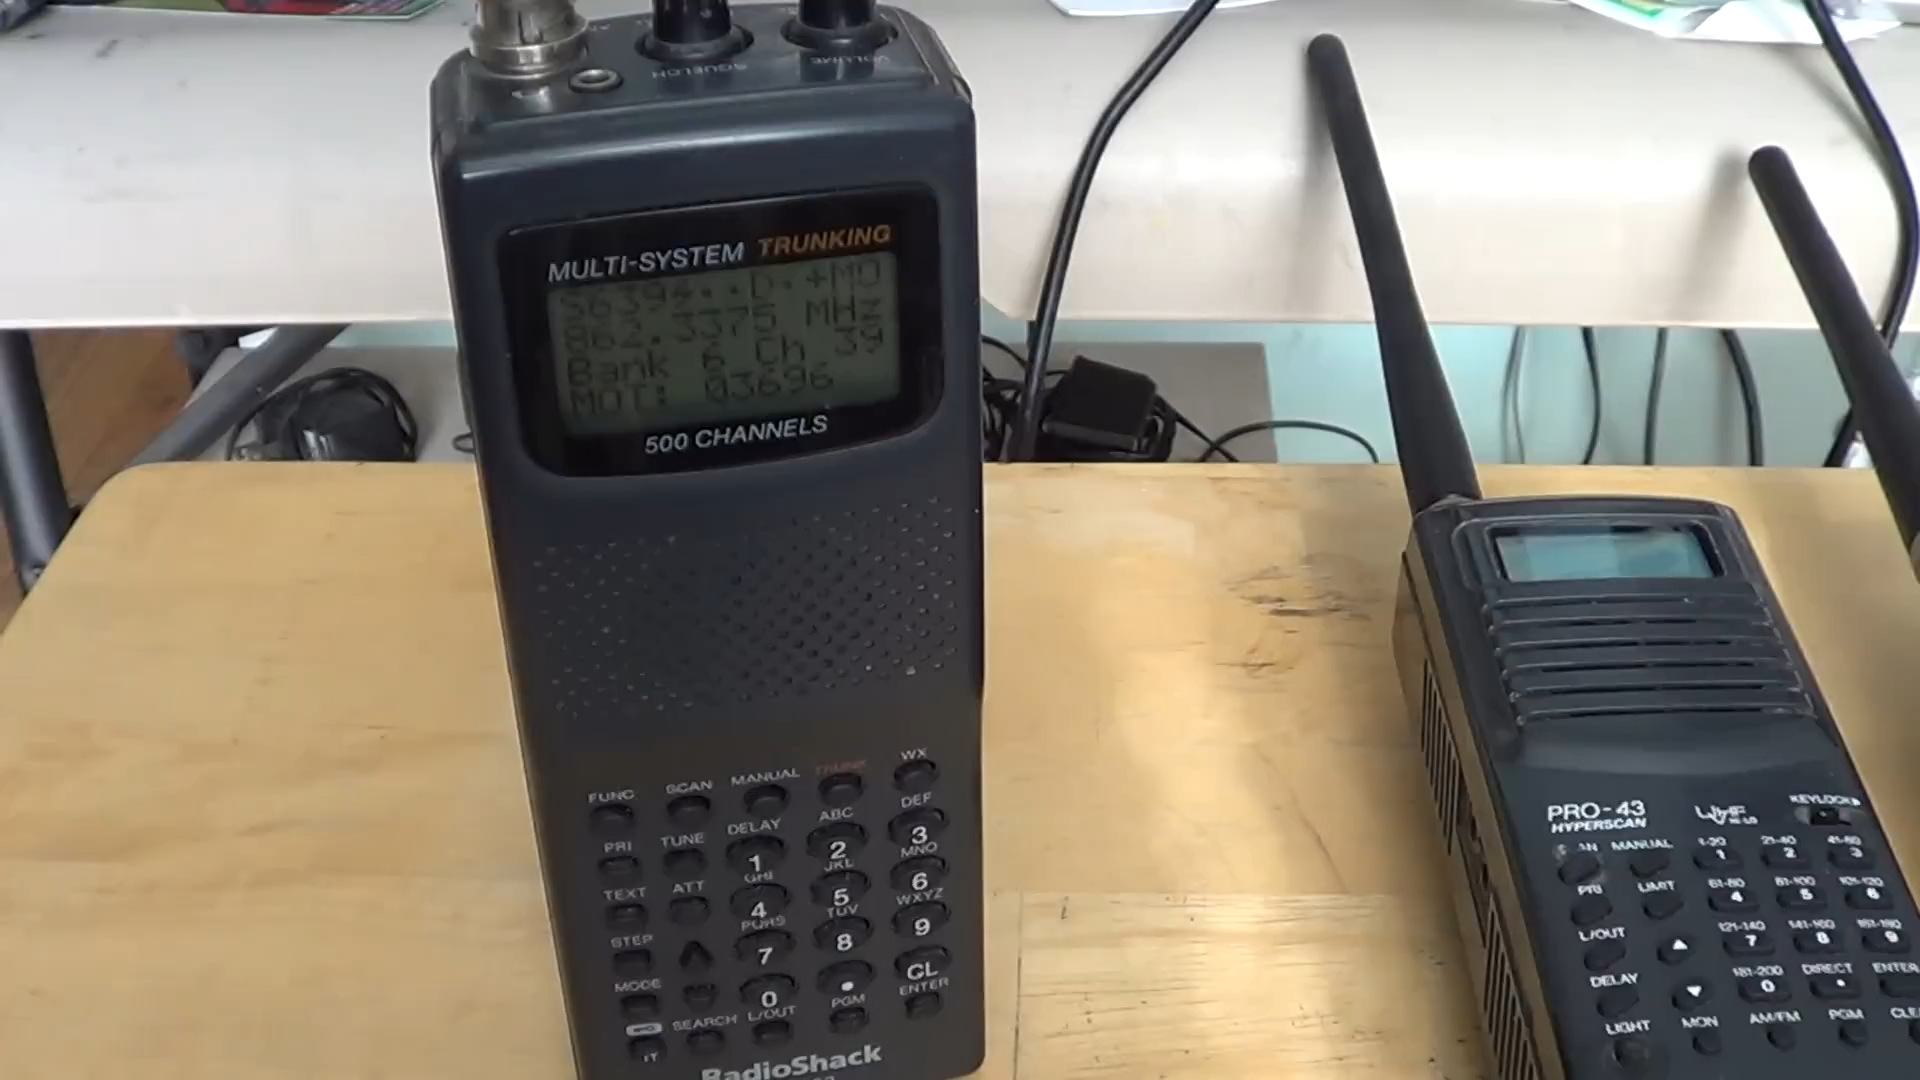 SQUELCH
VOLUME
MULTI-SYSTEM TRUNKING
S6394..D.+MO
862.3375 MHz
Bank 6 Ch 39
MOT: 03696
500 CHANNELS
FUNC SCAN MANUAL TRUNK WX
PRI TUNE DELAY ABC DEF
1 2 3
TEXT ATT GHI JKL MNO
4 5 6
STEP PQRS TUV WXYZ
7 8 9
MODE 0 . CL
SEARCH L/OUT PGM ENTER
RadioShack
PRO-43
HYPERSCAN
KEYLOCK
MANUAL 1-20 21-40 41-60
1 2 3
PRI LIMIT 61-80 81-100 101-120
4 5 6
L/OUT 121-140 141-160 161-180
7 8 9
DELAY 181-200 DIRECT ENTER
0 .
LIGHT MON AM/FM PGM